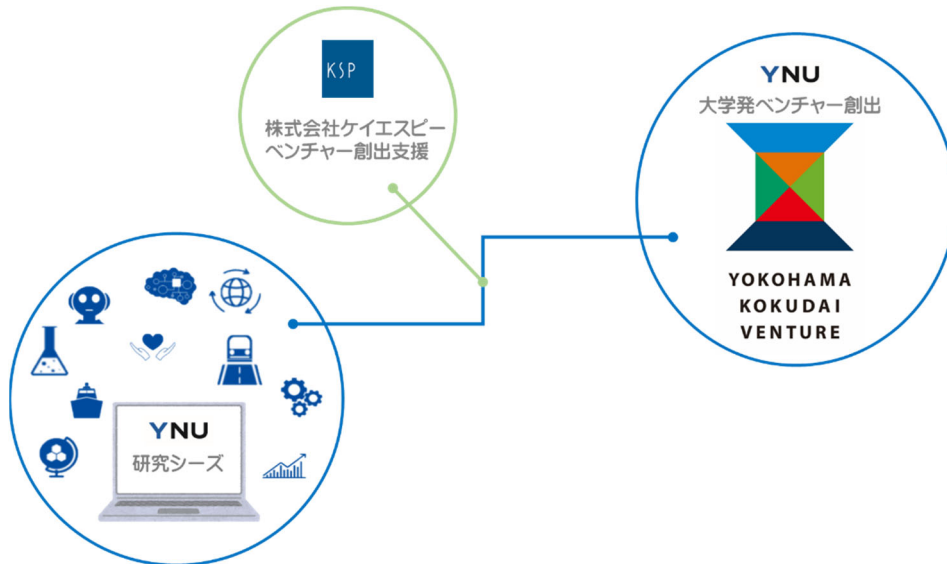 KSP
株式会社ケイエスピー
ベンチャー創出支援
YNU
大学発ベンチャー創出
YOKOHAMA
KOKUDAI
VENTURE
YNU
研究シーズ